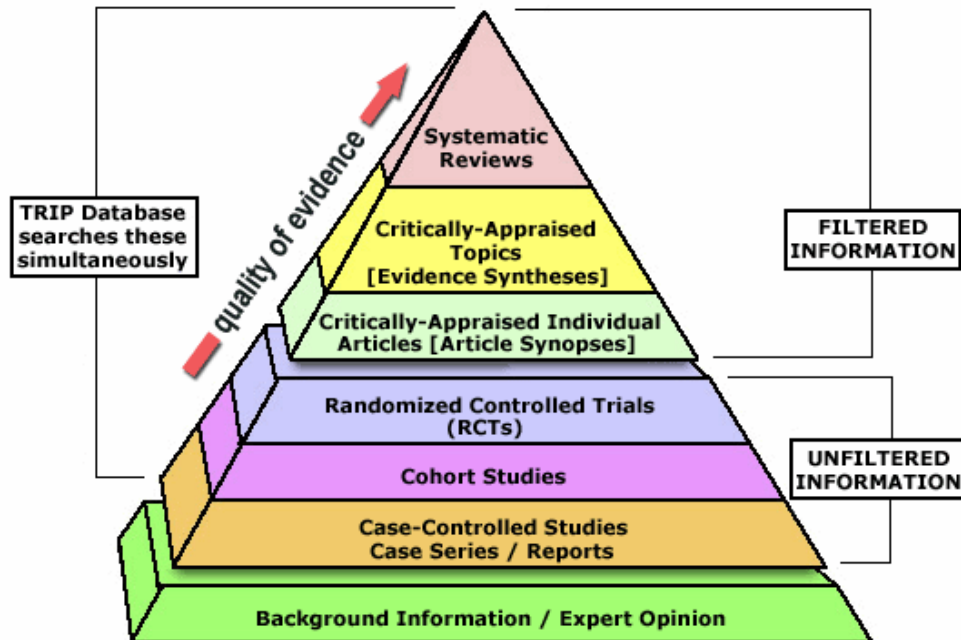 Systematic
Reviews
quality of evidence
TRIP Database
searches these
simultaneously
Critically-Appraised
Topics
[Evidence Syntheses]
FILTERED
INFORMATION
Critically-Appraised Individual
Articles [Article Synopses]
Randomized Controlled Trials
(RCTs)
UNFILTERED
INFORMATION
Cohort Studies
Case-Controlled Studies
Case Series / Reports
Background Information / Expert Opinion